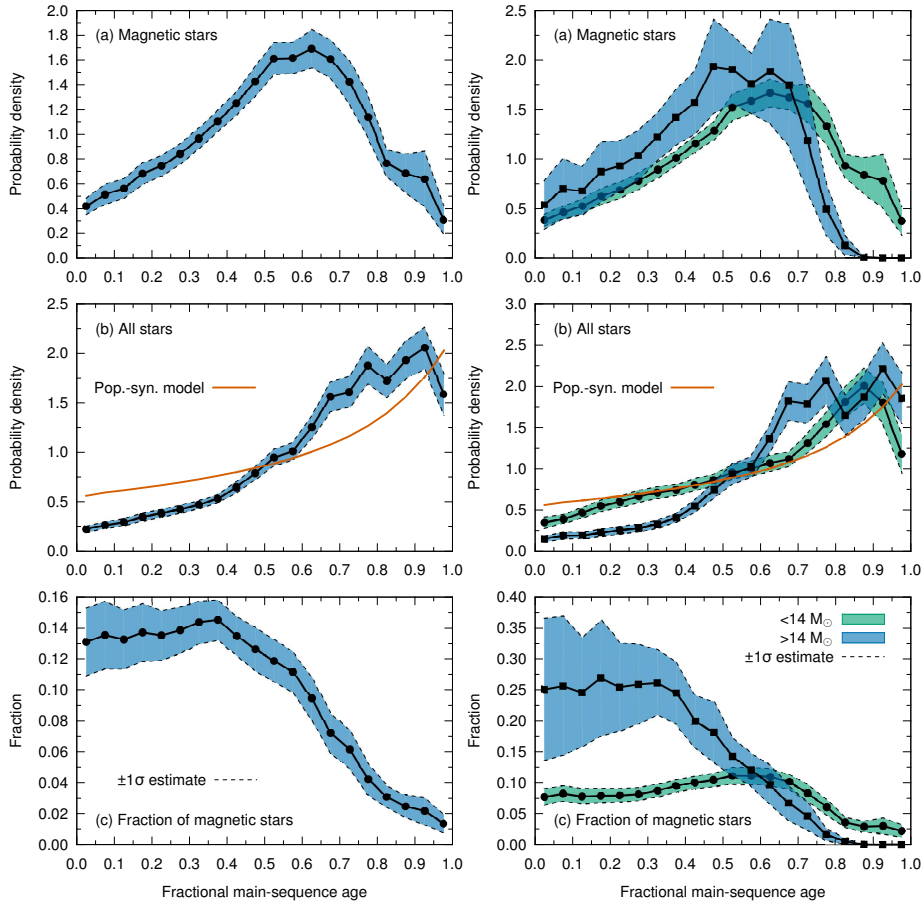 (a) Magnetic stars
Probability density
0.0
0.2
0.4
0.6
0.8
1.0
1.2
1.4
1.6
1.8
2.0
0.1 0.2 0.3 0.4 0.5 0.6 0.7 0.8 0.9 1.0
(a) Magnetic stars
Probability density
0.0
0.5
1.0
1.5
2.0
2.5
0.0 0.1 0.2 0.3 0.4 0.5 0.6 0.7 0.8 0.9 1.0
(b) All stars
Pop.-syn. model
Probability density
0.0
0.5
1.0
1.5
2.0
2.5
0.1 0.2 0.3 0.4 0.5 0.6 0.7 0.8 0.9 1.0
(b) All stars
Pop.-syn. model
Probability density
0.0
0.5
1.0
1.5
2.0
2.5
3.0
0.0 0.1 0.2 0.3 0.4 0.5 0.6 0.7 0.8 0.9 1.0
±1σ estimate
(c) Fraction of magnetic stars
Fraction
0.00
0.02
0.04
0.06
0.08
0.10
0.12
0.14
0.16
0.1 0.2 0.3 0.4 0.5 0.6 0.7 0.8 0.9 1.0
Fractional main-sequence age
<14 M☉
>14 M☉
±1σ estimate
(c) Fraction of magnetic stars
Fraction
0.00
0.05
0.10
0.15
0.20
0.25
0.30
0.35
0.40
0.0 0.1 0.2 0.3 0.4 0.5 0.6 0.7 0.8 0.9 1.0
Fractional main-sequence age